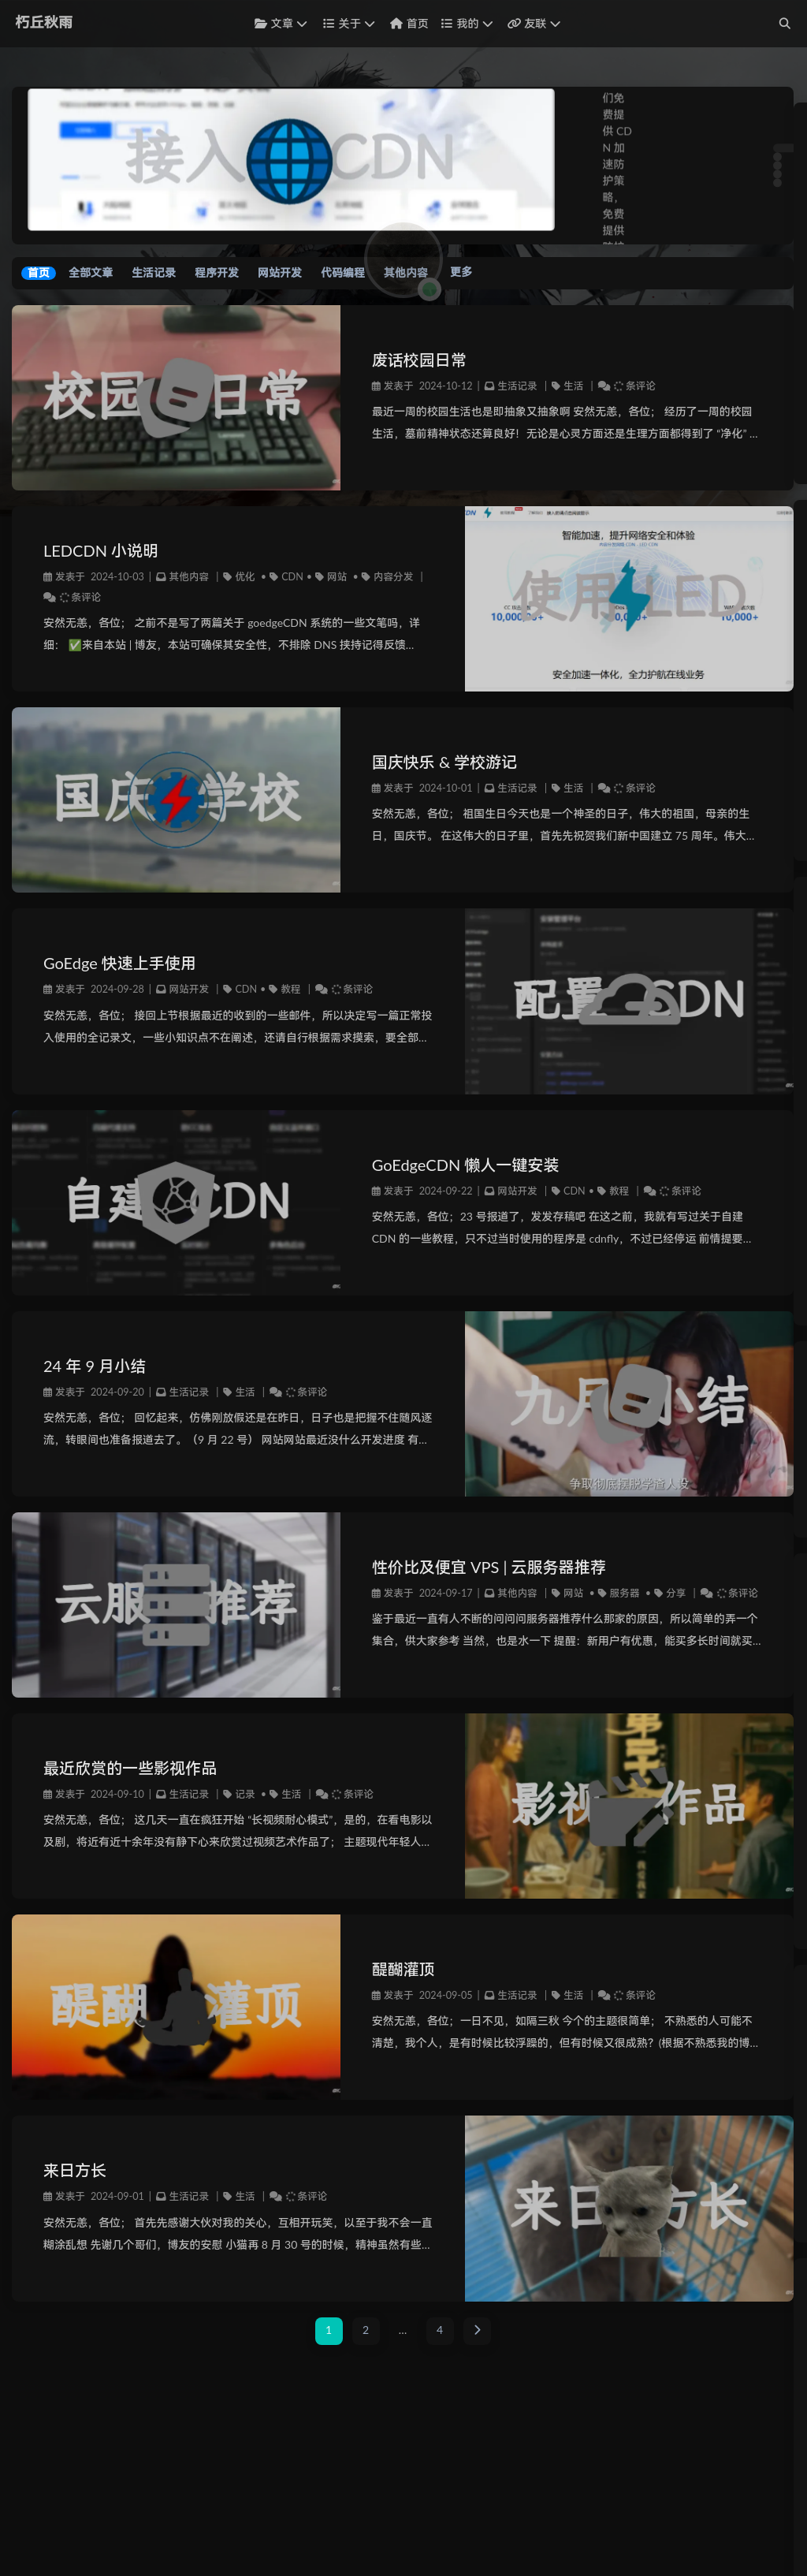 朽丘秋雨
文章 关于 首页 我的 友联
接入 CDN
们免
费提
供 CD
N 加
速防
护策
略，
免费
提供
首页 全部文章 生活记录 程序开发 网站开发 代码编程 其他内容 更多
校园 日常
废话校园日常
发表于 2024-10-12 | 生活记录 | 生活 | 条评论
最近一周的校园生活也是即抽象又抽象啊 安然无恙，各位； 经历了一周的校园
生活，墓前精神状态还算良好！无论是心灵方面还是生理方面都得到了 “净化” ...
LEDCDN 小说明
发表于 2024-10-03 | 其他内容 | 优化 • CDN • 网站 • 内容分发 |
条评论
安然无恙，各位； 之前不是写了两篇关于 goedgeCDN 系统的一些文笔吗，详
细： ✅来自本站 | 博友，本站可确保其安全性，不排除 DNS 挟持记得反馈...
智能加速，提升网络安全和体验
使用 LED
安全加速一体化，全力护航在线业务
国庆 学校
国庆快乐 & 学校游记
发表于 2024-10-01 | 生活记录 | 生活 | 条评论
安然无恙，各位； 祖国生日今天也是一个神圣的日子，伟大的祖国，母亲的生
日，国庆节。 在这伟大的日子里，首先先祝贺我们新中国建立 75 周年。伟大...
GoEdge 快速上手使用
发表于 2024-09-28 | 网站开发 | CDN • 教程 | 条评论
安然无恙，各位； 接回上节根据最近的收到的一些邮件，所以决定写一篇正常投
入使用的全记录文，一些小知识点不在阐述，还请自行根据需求摸索，要全部...
配置 CDN
自建 CDN
GoEdgeCDN 懒人一键安装
发表于 2024-09-22 | 网站开发 | CDN • 教程 | 条评论
安然无恙，各位；23 号报道了，发发存稿吧 在这之前，我就有写过关于自建
CDN 的一些教程，只不过当时使用的程序是 cdnfly，不过已经停运 前情提要...
24 年 9 月小结
发表于 2024-09-20 | 生活记录 | 生活 | 条评论
安然无恙，各位； 回忆起来，仿佛刚放假还是在昨日，日子也是把握不住随风逐
流，转眼间也准备报道去了。（9 月 22 号） 网站网站最近没什么开发进度 有...
九月 小结
争取彻底摆脱学渣人设
云服 推荐
性价比及便宜 VPS | 云服务器推荐
发表于 2024-09-17 | 其他内容 | 网站 • 服务器 • 分享 | 条评论
鉴于最近一直有人不断的问问问服务器推荐什么那家的原因，所以简单的弄一个
集合，供大家参考 当然，也是水一下 提醒：新用户有优惠，能买多长时间就买...
最近欣赏的一些影视作品
发表于 2024-09-10 | 生活记录 | 记录 • 生活 | 条评论
安然无恙，各位； 这几天一直在疯狂开始 “长视频耐心模式”，是的，在看电影以
及剧，将近有近十余年没有静下心来欣赏过视频艺术作品了； 主题现代年轻人...
影视 作品
醍醐 灌顶
醍醐灌顶
发表于 2024-09-05 | 生活记录 | 生活 | 条评论
安然无恙，各位；一日不见，如隔三秋 今个的主题很简单； 不熟悉的人可能不
清楚，我个人，是有时候比较浮躁的，但有时候又很成熟？(根据不熟悉我的博...
来日方长
发表于 2024-09-01 | 生活记录 | 生活 | 条评论
安然无恙，各位； 首先先感谢大伙对我的关心，互相开玩笑，以至于我不会一直
糊涂乱想 先谢几个哥们，博友的安慰 小猫再 8 月 30 号的时候，精神虽然有些...
来日 方长
1 2 ... 4